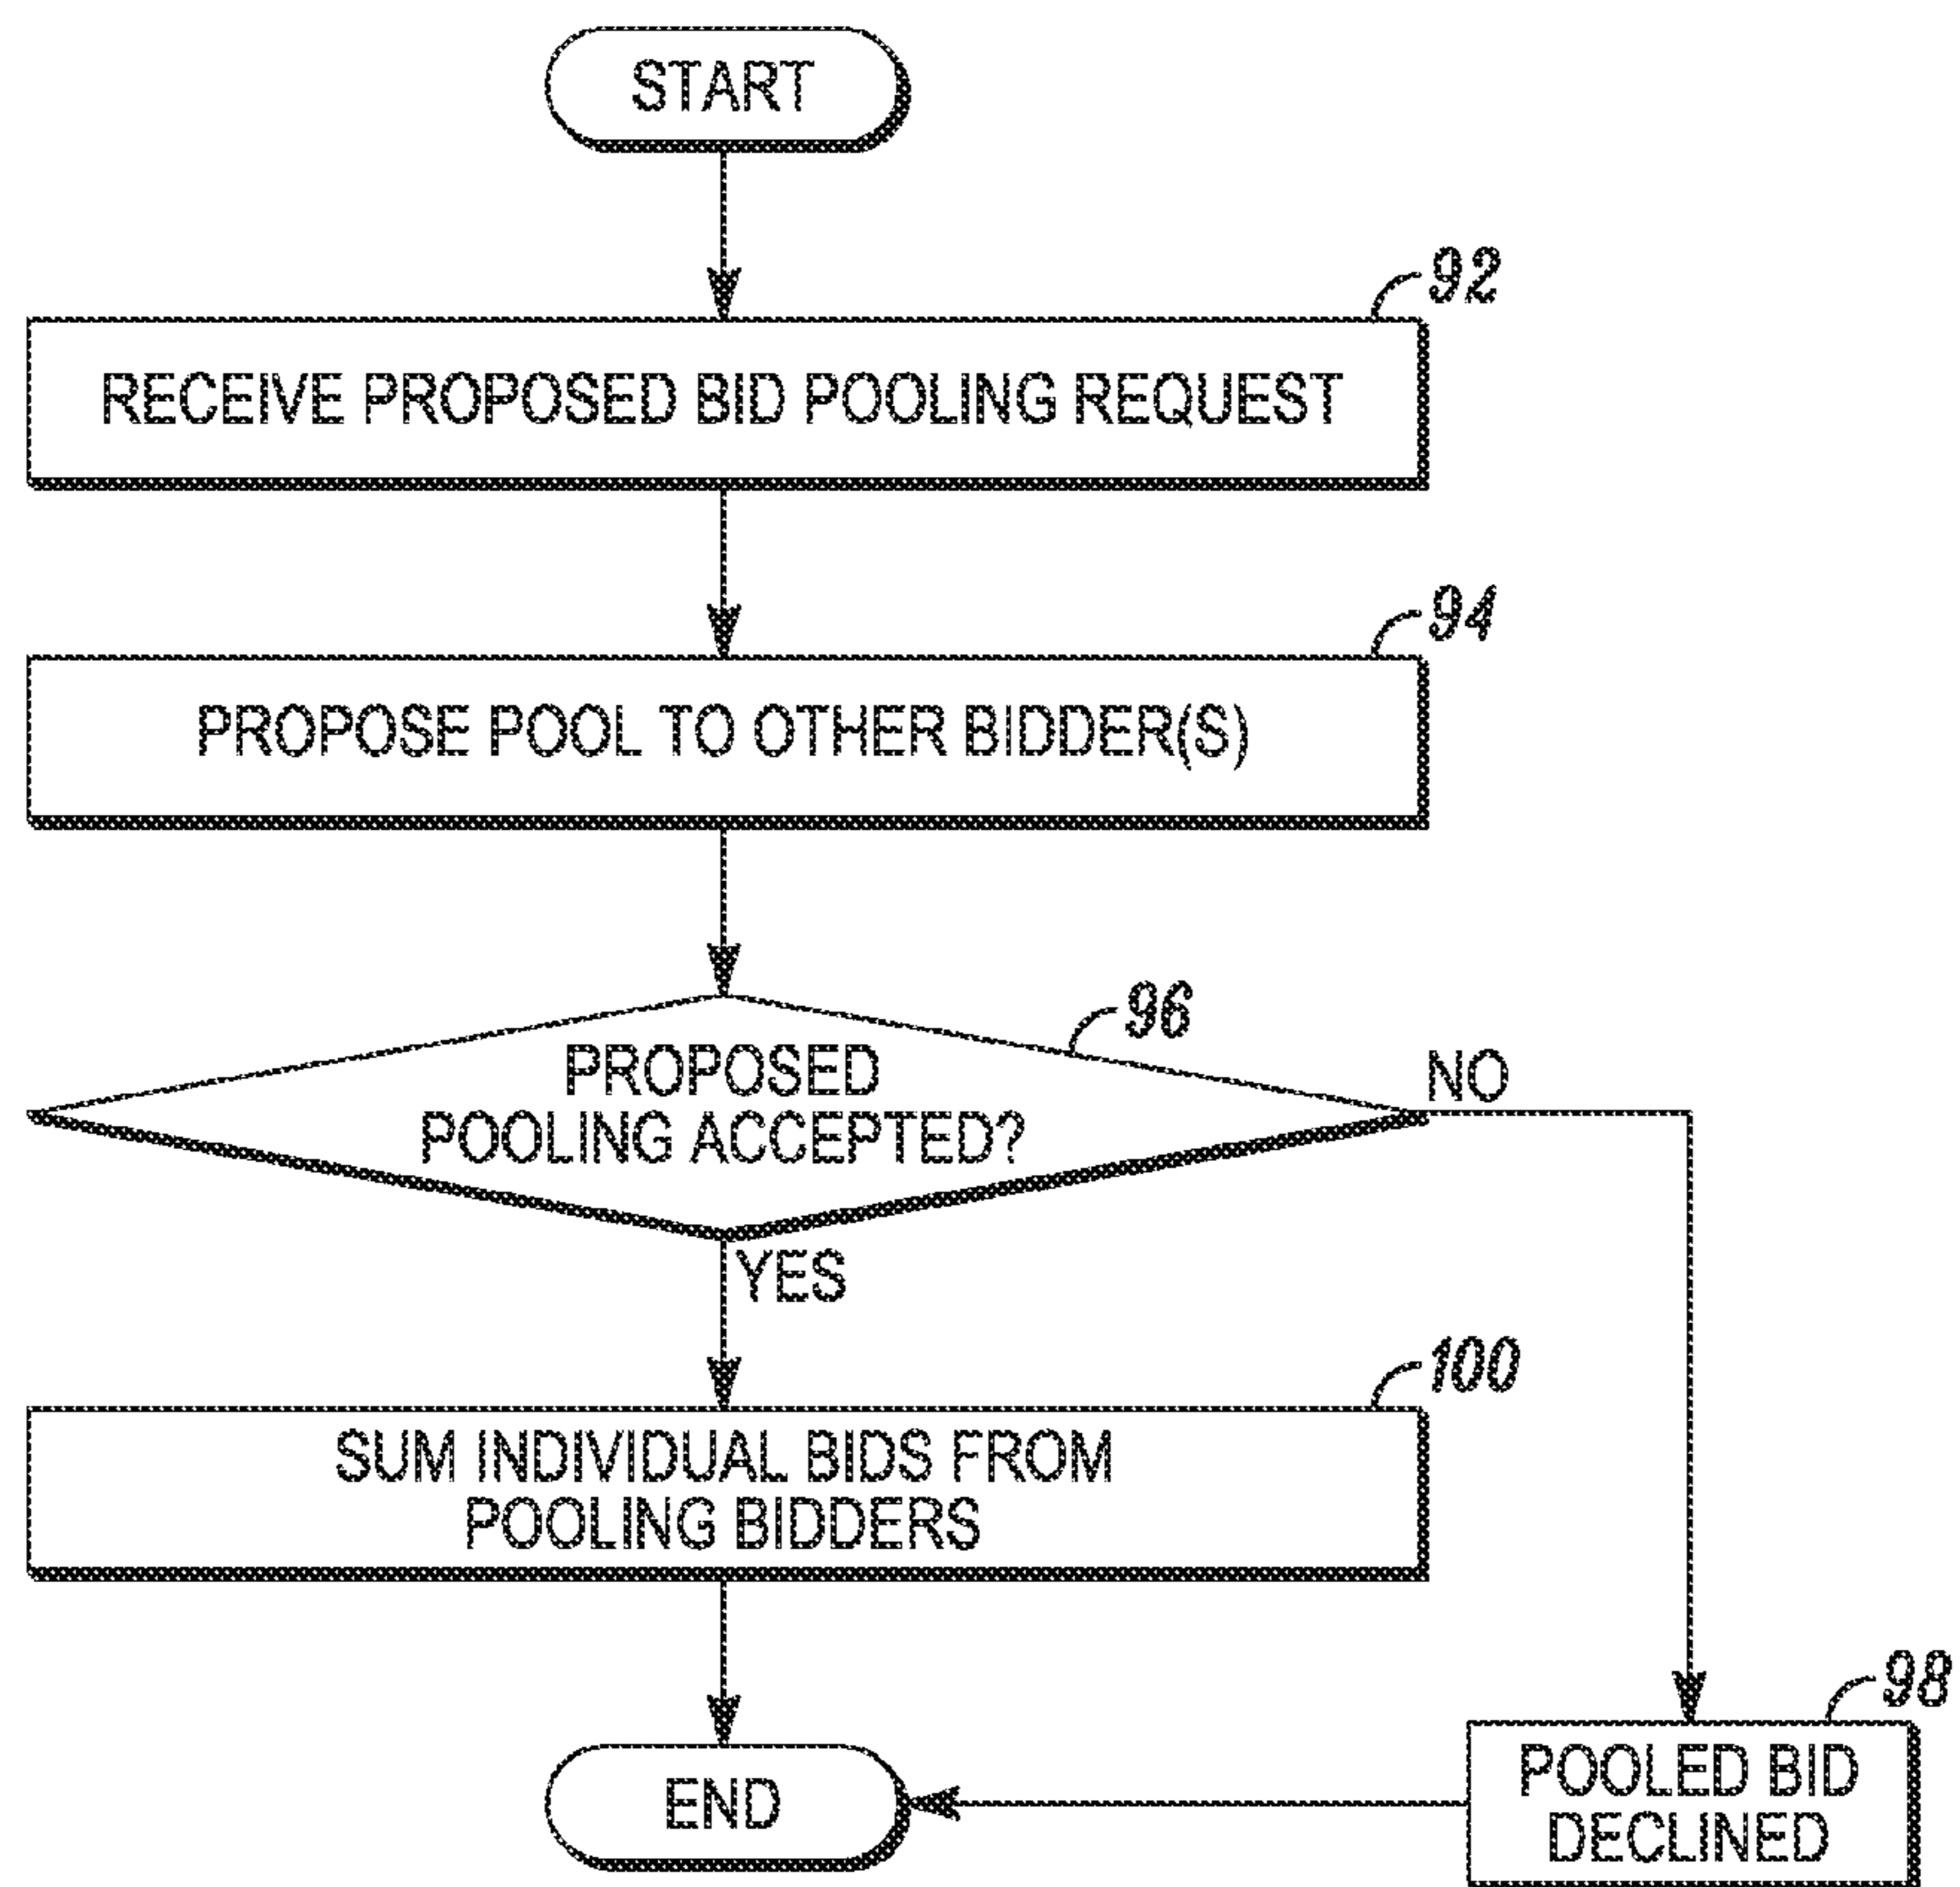 START
92
RECEIVE PROPOSED BID POOLING REQUEST
94
PROPOSE POOL TO OTHER BIDDER(S)
96
PROPOSED
POOLING ACCEPTED?
NO
YES
100
SUM INDIVIDUAL BIDS FROM
POOLING BIDDERS
98
POOLED BID
DECLINED
END